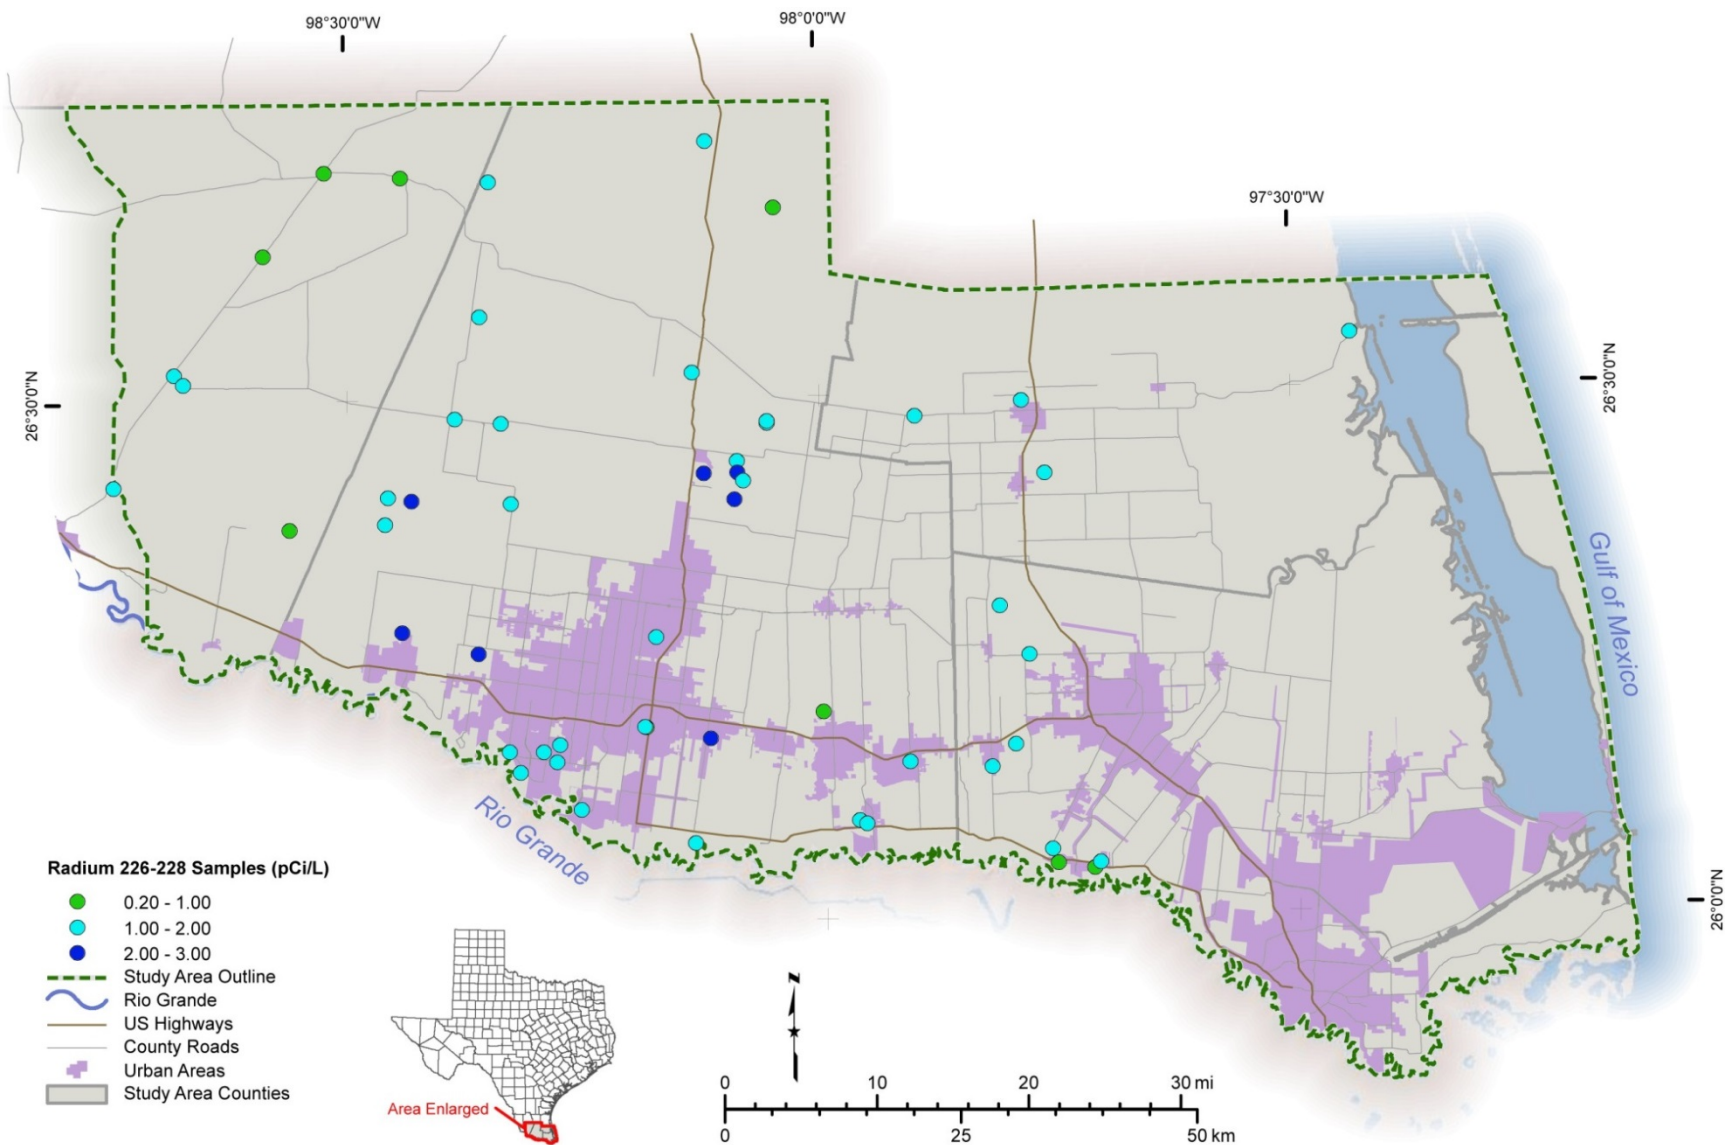 98°30'0"W
98°0'0"W
97°30'0"W
26°30'0"N
26°30'0"N
Gulf of Mexico
Rio Grande
26°0'0"N
Radium 226-228 Samples (pCi/L)
0.20 - 1.00
1.00 - 2.00
2.00 - 3.00
Study Area Outline
Rio Grande
US Highways
County Roads
Urban Areas
Study Area Counties
Area Enlarged
N
0 10 20 30 mi
0 25 50 km